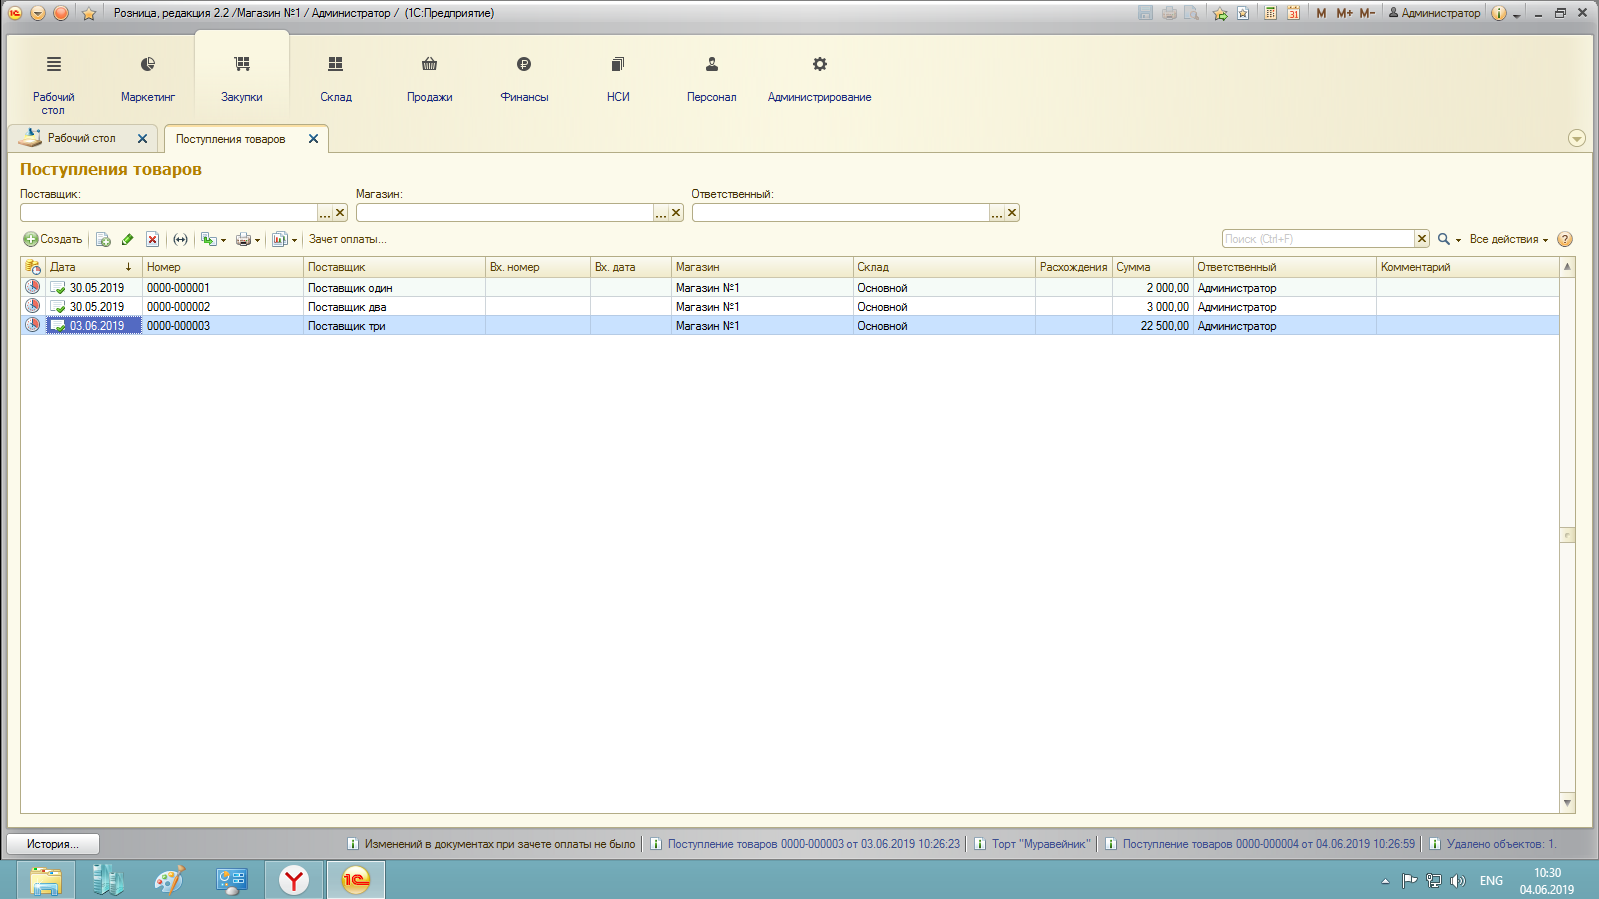 Розница, редакция 2.2 /Магазин №1 / Администратор / (1С:Предприятие)
M M+ M- Администратор
Рабочий стол
Маркетинг
Закупки
Склад
Продажи
Финансы
НСИ
Персонал
Администрирование
Рабочий стол
Поступления товаров
Поступления товаров
Поставщик: Магазин: Ответственный:
Создать Зачет оплаты... Поиск (Ctrl+F) Все действия
Дата Номер Поставщик Вх. номер Вх. дата Магазин Склад Расхождения Сумма Ответственный Комментарий
30.05.2019 0000-000001 Поставщик один Магазин №1 Основной 2 000,00 Администратор
30.05.2019 0000-000002 Поставщик два Магазин №1 Основной 3 000,00 Администратор
03.06.2019 0000-000003 Поставщик три Магазин №1 Основной 22 500,00 Администратор
История... Изменений в документах при зачете оплаты не было Поступление товаров 0000-000003 от 03.06.2019 10:26:23 Торт "Муравейник" Поступление товаров 0000-000004 от 04.06.2019 10:26:59 Удалено объектов: 1.
ENG
10:30
04.06.2019